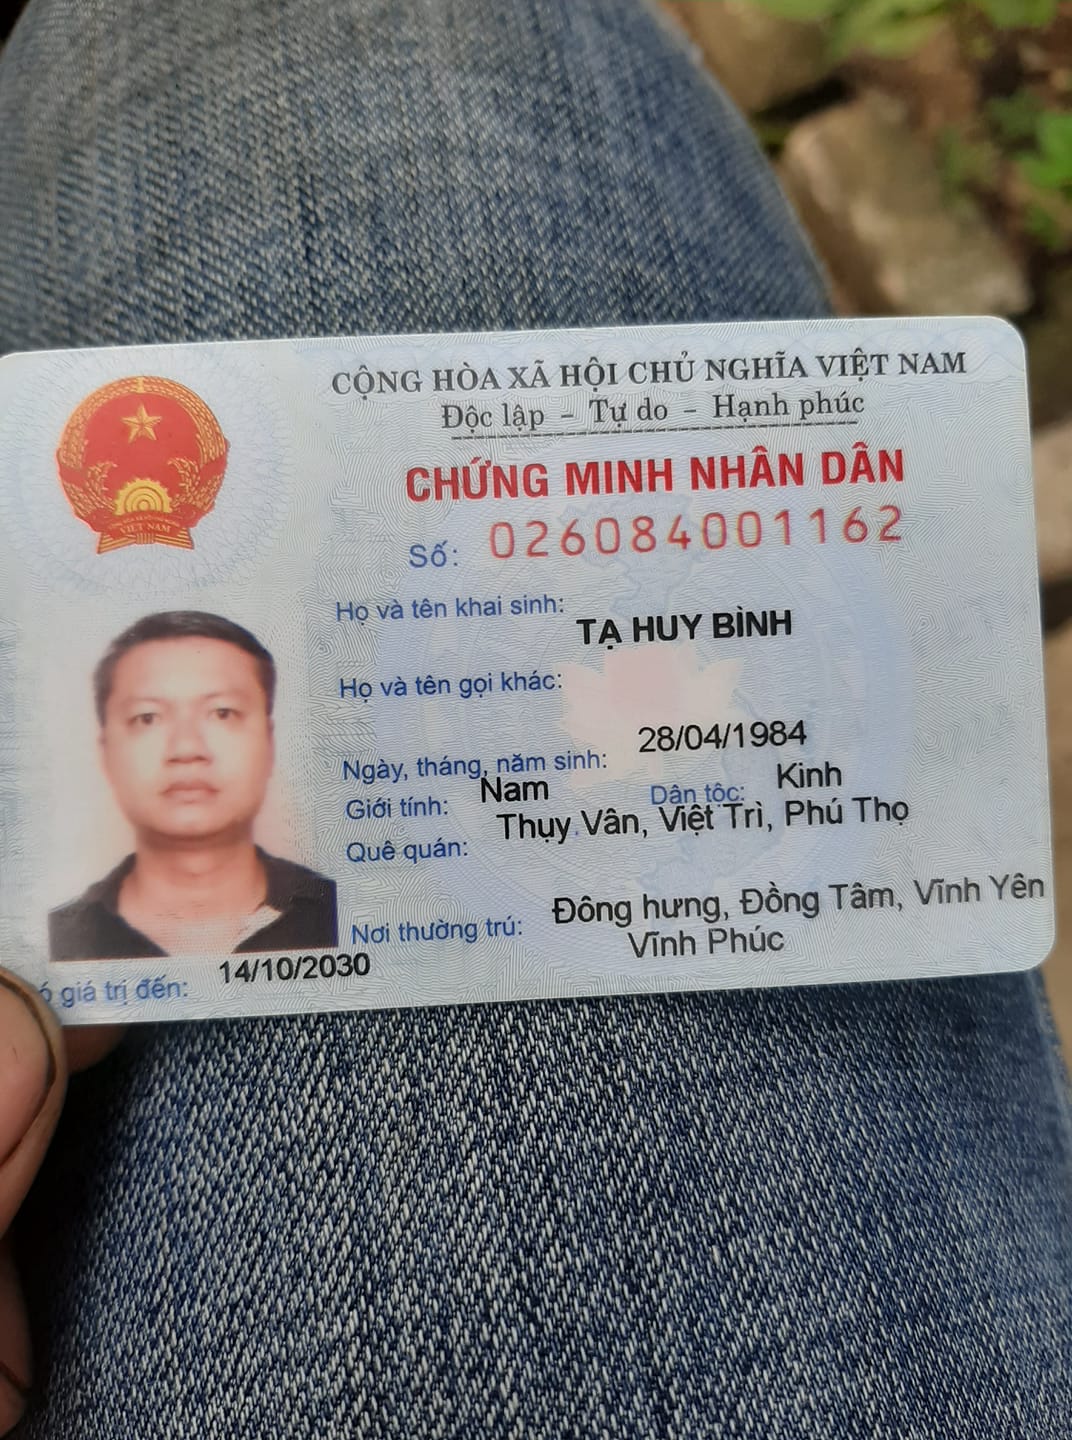 CỘNG HÒA XÃ HỘI CHỦ NGHĨA VIỆT NAM
Độc lập - Tự do - Hạnh phúc
CHỨNG MINH NHÂN DÂN
Số: 026084001162
Họ và tên khai sinh: TẠ HUY BÌNH
Họ và tên gọi khác:
Ngày, tháng, năm sinh: 28/04/1984
Giới tính: Nam Dân tộc: Kinh
Quê quán: Thụy Vân, Việt Trì, Phú Thọ
Nơi thường trú: Đông hưng, Đồng Tâm, Vĩnh Yên
Vĩnh Phúc
giá trị đến: 14/10/2030
VIỆT NAM